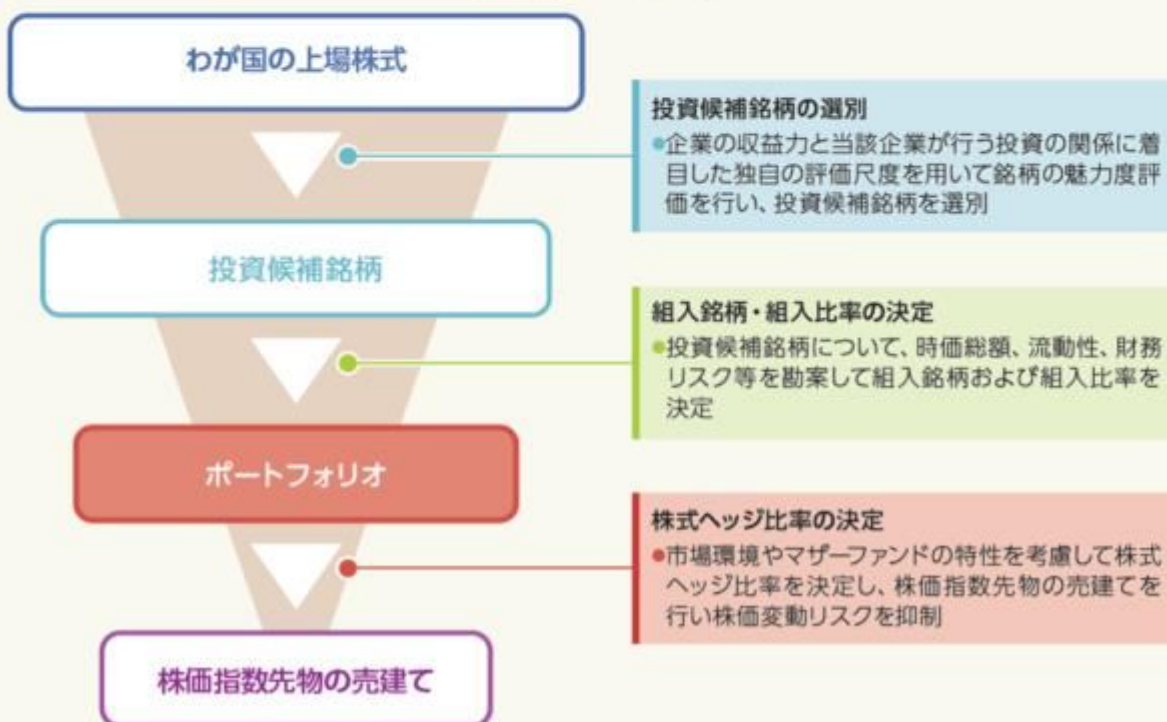 わが国の上場株式
投資候補銘柄の選別
●企業の収益力と当該企業が行う投資の関係に着
目した独自の評価尺度を用いて銘柄の魅力度評
価を行い、投資候補銘柄を選別
投資候補銘柄
組入銘柄・組入比率の決定
●投資候補銘柄について、時価総額、流動性、財務
リスク等を勘案して組入銘柄および組入比率を
決定
ポートフォリオ
株式ヘッジ比率の決定
●市場環境やマザーファンドの特性を考慮して株式
ヘッジ比率を決定し、株価指数先物の売建てを
行い株価変動リスクを抑制
株価指数先物の売建て